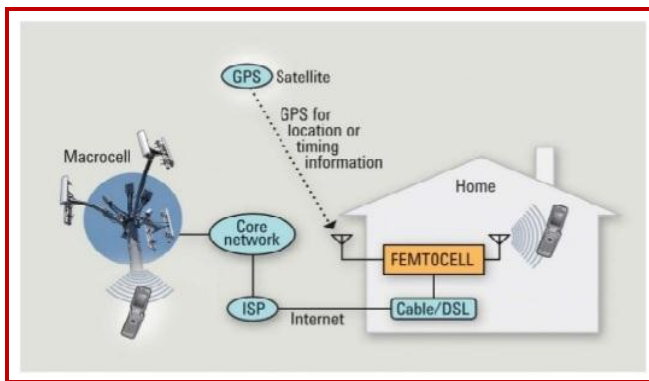 GPS Satellite
GPS for
location or
timing
information
Macrocell
Home
Core
network
FEMTOCELL
ISP
Internet
Cable/DSL